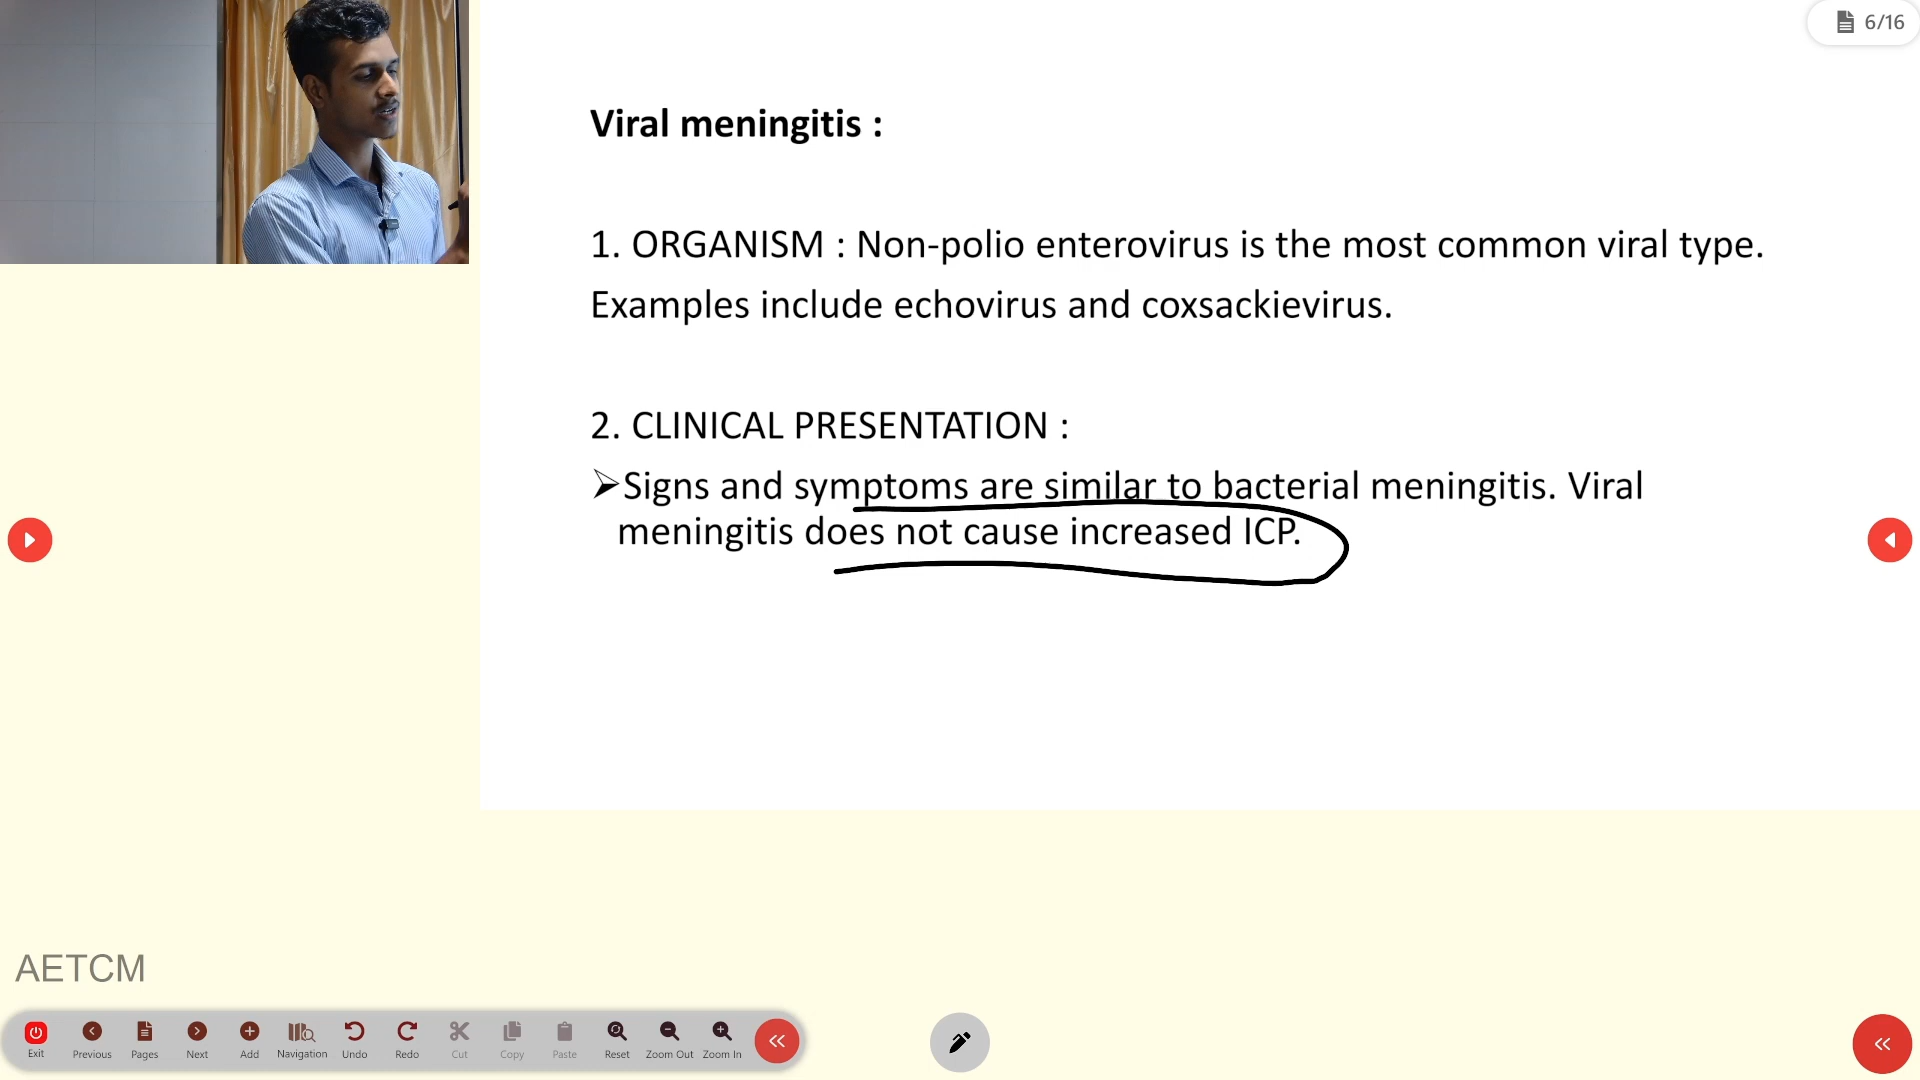 6/16
Viral meningitis :
1. ORGANISM : Non-polio enterovirus is the most common viral type.
Examples include echovirus and coxsackievirus.
2. CLINICAL PRESENTATION :
➢Signs and symptoms are similar to bacterial meningitis. Viral
meningitis does not cause increased ICP.
AETCM
Exit Previous Pages Next Add Navigation Undo Redo Cut Copy Paste Reset Zoom Out Zoom In